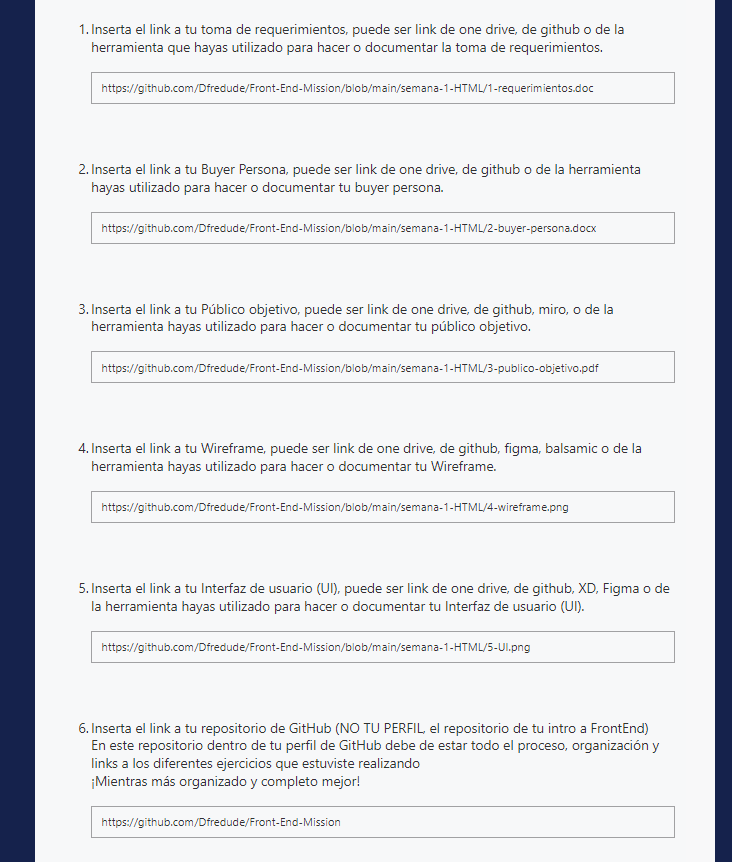 1. Inserta el link a tu toma de requerimientos, puede ser link de one drive, de github o de la
herramienta que hayas utilizado para hacer o documentar la toma de requerimientos.
https://github.com/Dfredude/Front-End-Mission/blob/main/semana-1-HTML/1-requerimientos.doc
2. Inserta el link a tu Buyer Persona, puede ser link de one drive, de github o de la herramienta
hayas utilizado para hacer o documentar tu buyer persona.
https://github.com/Dfredude/Front-End-Mission/blob/main/semana-1-HTML/2-buyer-persona.docx
3. Inserta el link a tu Público objetivo, puede ser link de one drive, de github, miro, o de la
herramienta hayas utilizado para hacer o documentar tu público objetivo.
https://github.com/Dfredude/Front-End-Mission/blob/main/semana-1-HTML/3-publico-objetivo.pdf
4. Inserta el link a tu Wireframe, puede ser link de one drive, de github, figma, balsamic o de la
herramienta hayas utilizado para hacer o documentar tu Wireframe.
https://github.com/Dfredude/Front-End-Mission/blob/main/semana-1-HTML/4-wireframe.png
5. Inserta el link a tu Interfaz de usuario (UI), puede ser link de one drive, de github, XD, Figma o de
la herramienta hayas utilizado para hacer o documentar tu Interfaz de usuario (UI).
https://github.com/Dfredude/Front-End-Mission/blob/main/semana-1-HTML/5-UI.png
6. Inserta el link a tu repositorio de GitHub (NO TU PERFIL, el repositorio de tu intro a FrontEnd)
En este repositorio dentro de tu perfil de GitHub debe de estar todo el proceso, organización y
links a los diferentes ejercicios que estuviste realizando
¡Mientras más organizado y completo mejor!
https://github.com/Dfredude/Front-End-Mission